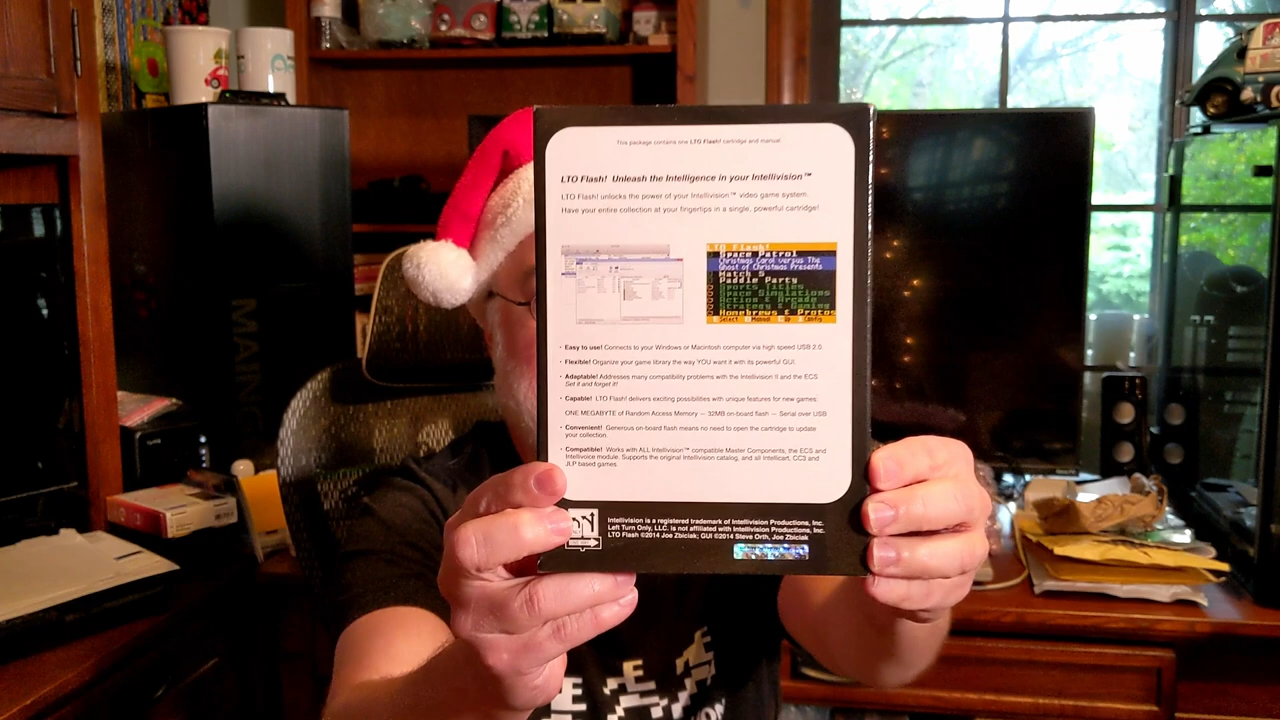 This package contains one LTO Flash! cartridge and manual
LTO Flash! Unleash the Intelligence in your Intellivision™
LTO Flash! unlocks the power of your Intellivision™ video game system.
Have your entire collection at your fingertips in a single, powerful cartridge!
LTO Flash!
Space Patrol
Christmas Carol versus The
Ghost of Christmas Presents
Hatch 5
Paddle Party
Sports Titles
Space Simulations
Action & Arcade
Strategy & Gaming
Homebrews & Protos
Select Manual Up Config
· Easy to use! Connects to your Windows or Macintosh computer via high speed USB 2.0.
· Flexible! Organize your game library the way YOU want it with its powerful GUI.
· Adaptable! Addresses many compatibility problems with the Intellivision II and the ECS
Set it and forget it!
· Capable! LTO Flash! delivers exciting possibilities with unique features for new games:
ONE MEGABYTE of Random Access Memory — 32MB on-board flash — Serial over USB
· Convenient! Generous on-board flash means no need to open the cartridge to update
your collection.
· Compatible! Works with ALL Intellivision™ compatible Master Components, the ECS and
Intellivoice module. Supports the original Intellivision catalog, and all Intellicart, CC3 and
JLP based games.
Intellivision is a registered trademark of Intellivision Productions, Inc.
Left Turn Only, LLC. is not affiliated with Intellivision Productions, Inc.
LTO Flash ©2014 Joe Zbiciak; GUI ©2014 Steve Orth, Joe Zbiciak
MAING